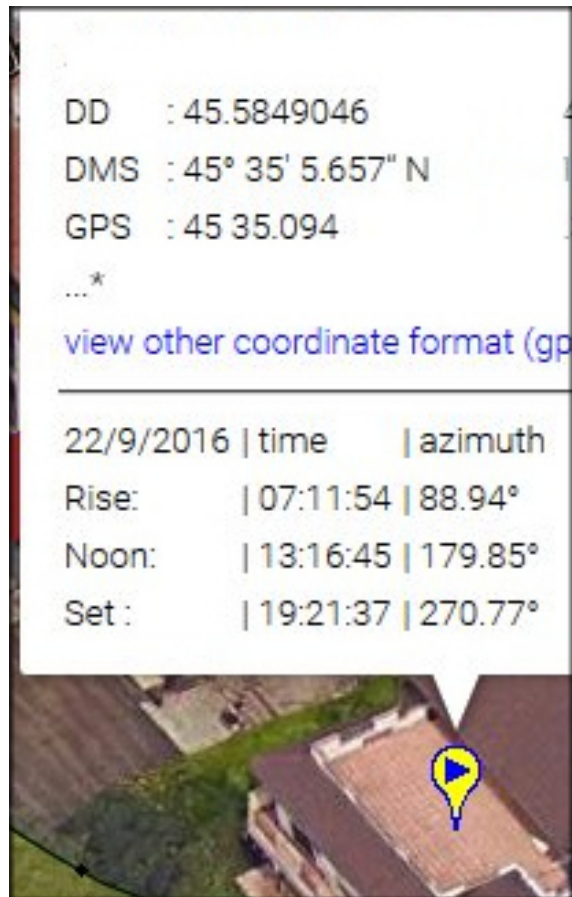 DD : 45.5849046
DMS : 45° 35' 5.657" N
GPS : 45 35.094
...*
view other coordinate format (gp
22/9/2016 | time | azimuth
Rise: | 07:11:54 | 88.94°
Noon: | 13:16:45 | 179.85°
Set : | 19:21:37 | 270.77°